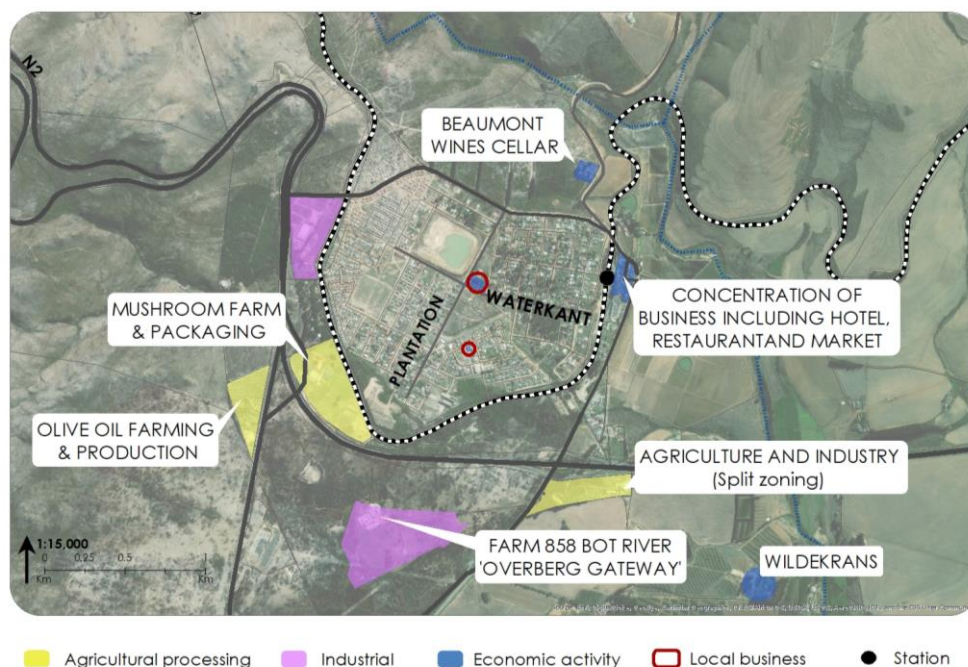 N2
BEAUMONT
WINES CELLAR
MUSHROOM FARM
& PACKAGING
PLANTATION
WATERKANT
CONCENTRATION OF
BUSINESS INCLUDING HOTEL,
RESTAURANTAND MARKET
OLIVE OIL FARMING
& PRODUCTION
AGRICULTURE AND INDUSTRY
(Split zoning)
1:15,000
0 0.25 0.5 1
Km Km
FARM 858 BOT RIVER
'OVERBERG GATEWAY'
WILDEKRANS
Agricultural processing
Industrial
Economic activity
Local business
Station